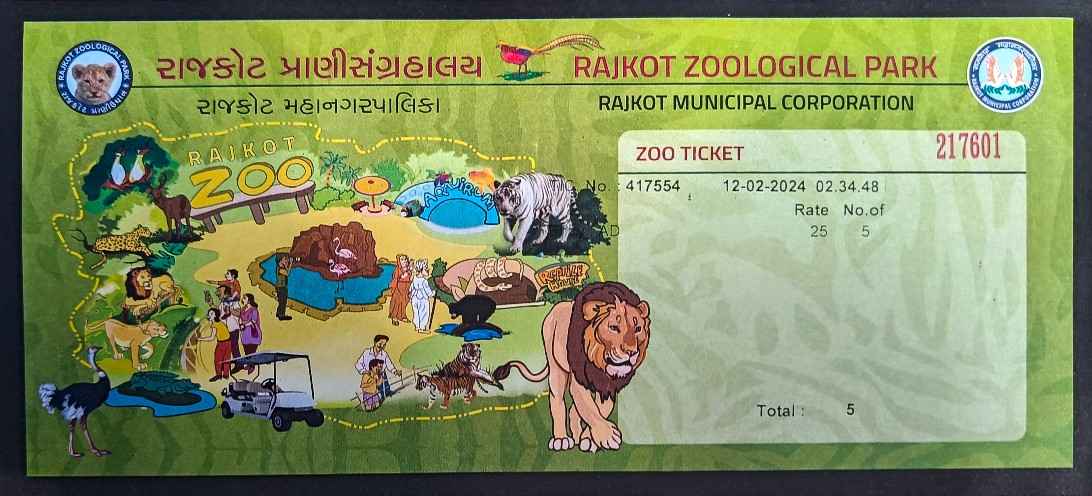 રાજકોટ પ્રાણીસંગ્રહાલય RAJKOT ZOOLOGICAL PARK
રાજકોટ મહાનગરપાલિકા RAJKOT MUNICIPAL CORPORATION
RAJKOT ZOOLOGICAL PARK
RAJKOT MUNICIPAL CORPORATION
RAJKOT
ZOO
AQUIRUM
ZOO TICKET 217601
No. : 417554 12-02-2024 02.34.48
Rate No.of
AD 25 5
Total : 5